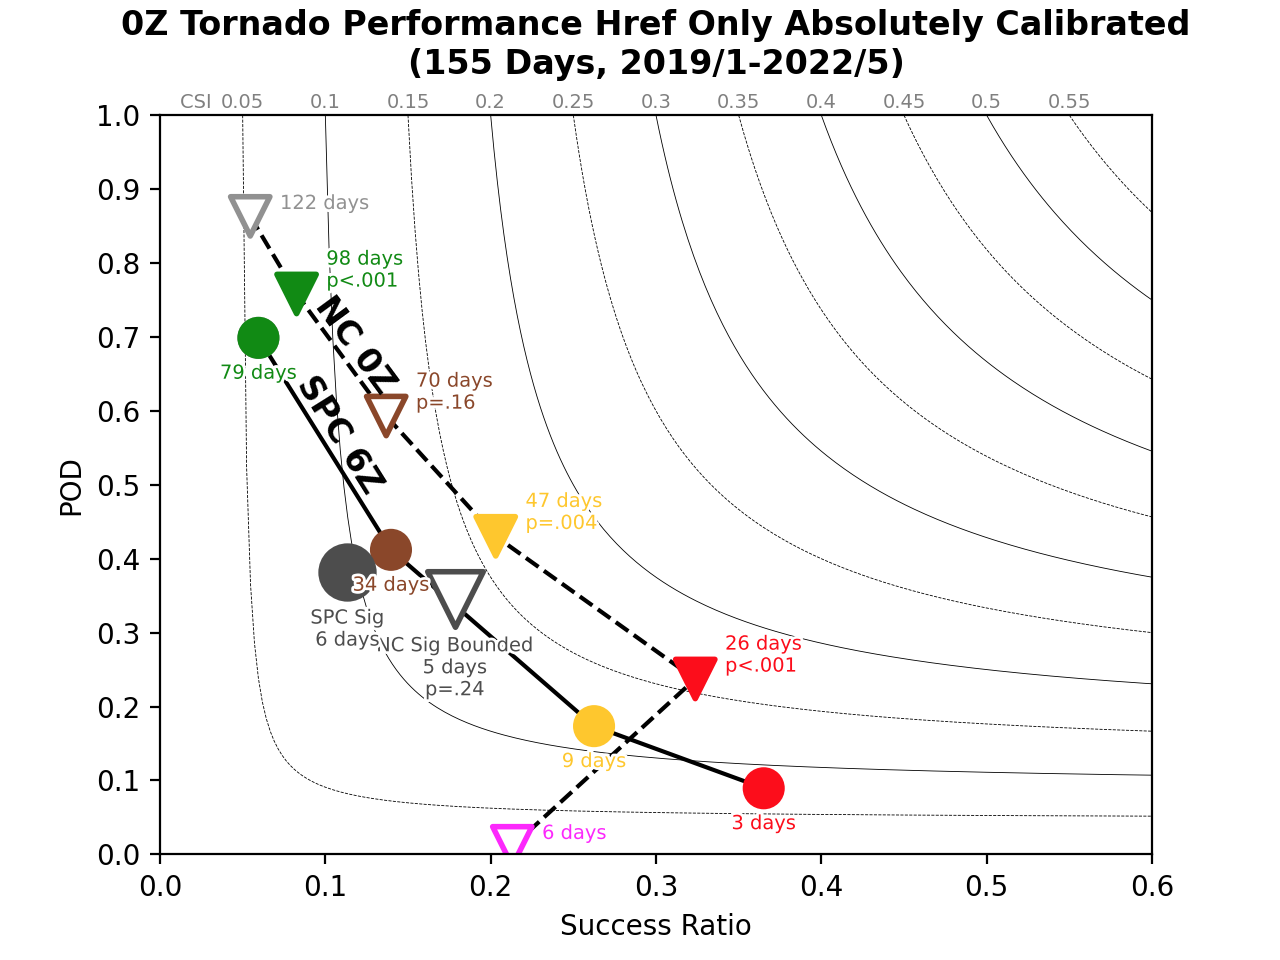 0Z Tornado Performance Href Only Absolutely Calibrated
(155 Days, 2019/1-2022/5)
CSI 0.05 0.1 0.15 0.2 0.25 0.3 0.35 0.4 0.45 0.5 0.55
1.0
0.9
0.8
0.7
0.6
0.5
0.4
0.3
0.2
0.1
0.0
POD
122 days
98 days
p<.001
NC 0Z
79 days
SPC 6Z
70 days
p=.16
47 days
p=.004
34 days
SPC Sig
6 days
NC Sig Bounded
5 days
p=.24
26 days
p<.001
9 days
3 days
6 days
0.0 0.1 0.2 0.3 0.4 0.5 0.6
Success Ratio